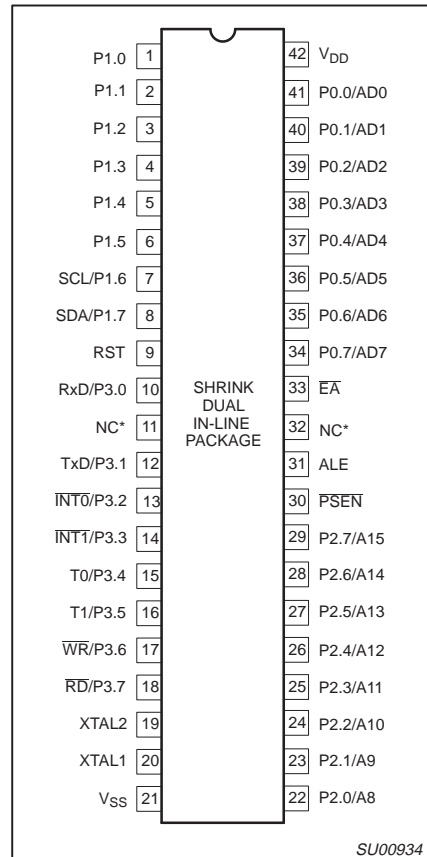 P1.0 1 42 VDD
P1.1 2 41 P0.0/AD0
P1.2 3 40 P0.1/AD1
P1.3 4 39 P0.2/AD2
P1.4 5 38 P0.3/AD3
P1.5 6 37 P0.4/AD4
SCL/P1.6 7 36 P0.5/AD5
SDA/P1.7 8 35 P0.6/AD6
RST 9 34 P0.7/AD7
RxD/P3.0 10 33 E̅A̅
NC* 11 32 NC*
TxD/P3.1 12 31 ALE
I̅N̅T̅0̅/P3.2 13 30 P̅S̅E̅N̅
I̅N̅T̅1̅/P3.3 14 29 P2.7/A15
T0/P3.4 15 28 P2.6/A14
T1/P3.5 16 27 P2.5/A13
W̅R̅/P3.6 17 26 P2.4/A12
R̅D̅/P3.7 18 25 P2.3/A11
XTAL2 19 24 P2.2/A10
XTAL1 20 23 P2.1/A9
VSS 21 22 P2.0/A8
SHRINK
DUAL
IN-LINE
PACKAGE
SU00934